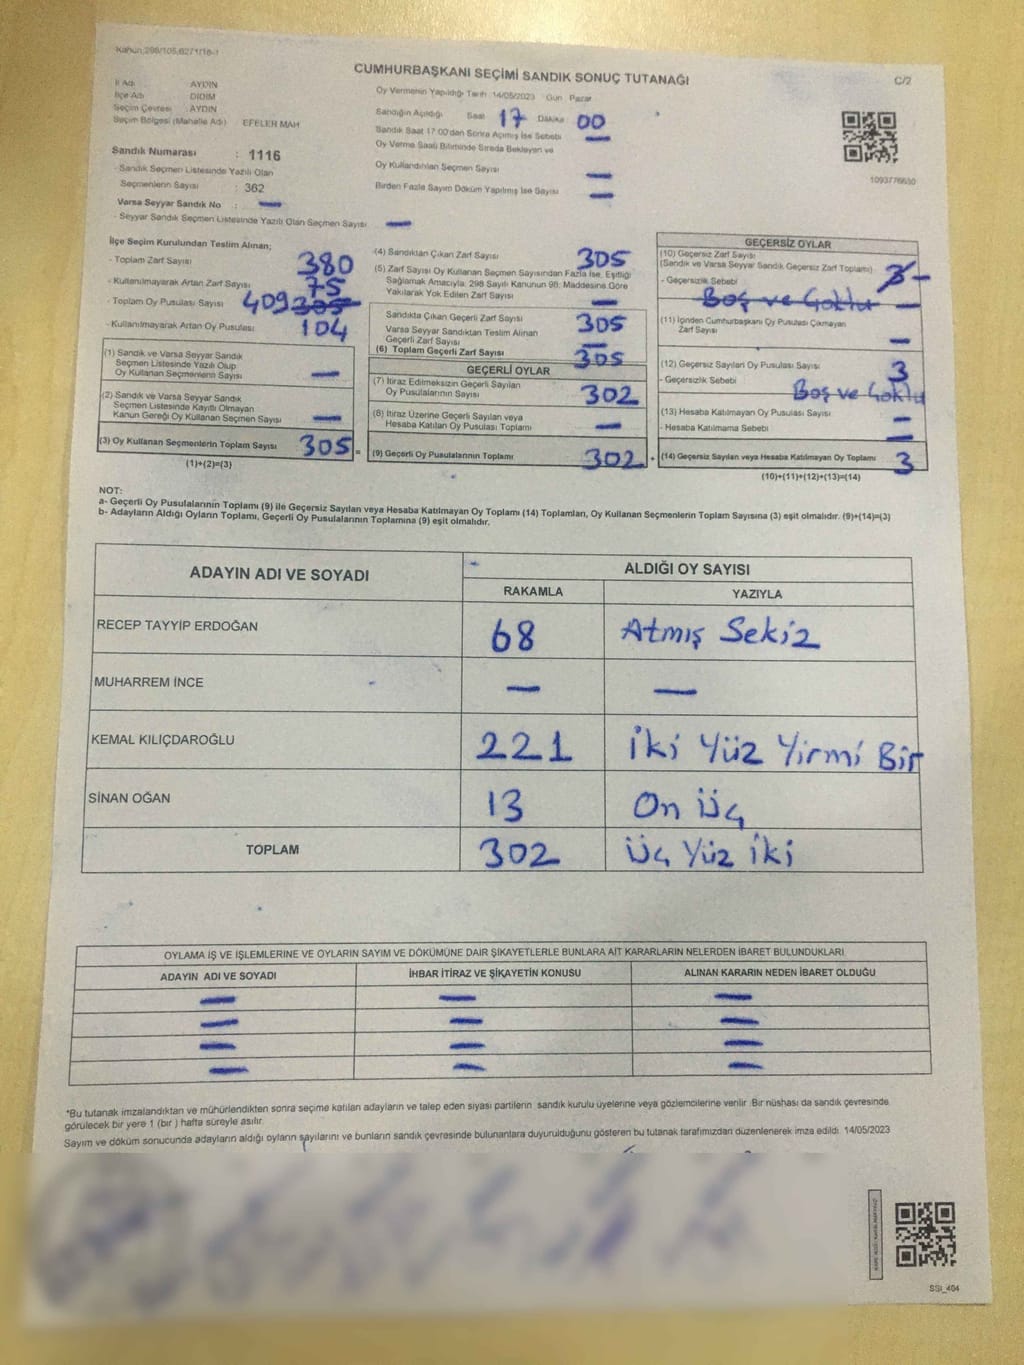 Kanun;298/105,6271/16-1
CUMHURBAŞKANI SEÇİMİ SANDIK SONUÇ TUTANAĞI
C/2
İl Adı AYDIN
İlçe Adı DİDİM
Seçim Çevresi AYDIN
Seçim Bölgesi (Mahalle Adı) EFELER MAH
Sandık Numarası : 1116
- Sandık Seçmen Listesinde Yazılı Olan
Seçmenlerin Sayısı : 362
Varsa Seyyar Sandık No : —
- Seyyar Sandık Seçmen Listesinde Yazılı Olan Seçmen Sayısı —
Oy Vermenin Yapıldığı Tarih 14/05/2023 Gün Pazar
Sandığın Açıldığı Saat 17 Dakika 00
Sandık Saat 17:00'dan Sonra Açılmış İse Sebebi —
Oy Verme Saati Bitiminde Sırada Bekleyen ve
Oy Kullandırılan Seçmen Sayısı —
Birden Fazla Sayım Döküm Yapılmış İse Sayısı —
1093776630
İlçe Seçim Kurulundan Teslim Alınan;
- Toplam Zarf Sayısı 380
- Kullanılmayarak Artan Zarf Sayısı 75
- Toplam Oy Pusulası Sayısı 409 305
- Kullanılmayarak Artan Oy Pusulası 104
(1) Sandık ve Varsa Seyyar Sandık
Seçmen Listesinde Yazılı Olup
Oy Kullanan Seçmenlerin Sayısı —
(2) Sandık ve Varsa Seyyar Sandık
Seçmen Listesinde Kayıtlı Olmayan
Kanun Gereği Oy Kullanan Seçmen Sayısı —
(3) Oy Kullanan Seçmenlerin Toplam Sayısı 305 =
(1)+(2)=(3)
(4) Sandıktan Çıkan Zarf Sayısı 305
(5) Zarf Sayısı Oy Kullanan Seçmen Sayısından Fazla İse, Eşitliği
Sağlamak Amacıyla; 298 Sayılı Kanunun 98. Maddesine Göre
Yakılarak Yok Edilen Zarf Sayısı —
Sandıkta Çıkan Geçerli Zarf Sayısı 305
Varsa Seyyar Sandıktan Teslim Alınan
Geçerli Zarf Sayısı —
(6) Toplam Geçerli Zarf Sayısı 305
GEÇERLİ OYLAR
(7) İtiraz Edilmeksizin Geçerli Sayılan
Oy Pusulalarının Sayısı 302
(8) İtiraz Üzerine Geçerli Sayılan veya
Hesaba Katılan Oy Pusulası Toplamı —
(9) Geçerli Oy Pusulalarının Toplamı 302 +
GEÇERSİZ OYLAR
(10) Geçersiz Zarf Sayısı
(Sandık ve Varsa Seyyar Sandık Geçersiz Zarf Toplamı) 3 —
- Geçersizlik Sebebi
Boş ve Çoklu —
(11) İçinden Cumhurbaşkanı Oy Pusulası Çıkmayan
Zarf Sayısı —
(12) Geçersiz Sayılan Oy Pusulası Sayısı 3
- Geçersizlik Sebebi Boş ve Çoklu
(13) Hesaba Katılmayan Oy Pusulası Sayısı —
- Hesaba Katılmama Sebebi —
(14) Geçersiz Sayılan veya Hesaba Katılmayan Oy Toplamı 3
(10)+(11)+(12)+(13)=(14)
NOT:
a- Geçerli Oy Pusulalarının Toplamı (9) ile Geçersiz Sayılan veya Hesaba Katılmayan Oy Toplamı (14) Toplamları, Oy Kullanan Seçmenlerin Toplam Sayısına (3) eşit olmalıdır. (9)+(14)=(3)
b- Adayların Aldığı Oyların Toplamı, Geçerli Oy Pusulalarının Toplamına (9) eşit olmalıdır.
ADAYIN ADI VE SOYADI
ALDIĞI OY SAYISI
RAKAMLA YAZIYLA
RECEP TAYYİP ERDOĞAN 68 Atmış Sekiz
MUHARREM İNCE — —
KEMAL KILIÇDAROĞLU 221 iki Yüz Yirmi Bir
SİNAN OĞAN 13 On üç
TOPLAM 302 üç Yüz iki
OYLAMA İŞ VE İŞLEMLERİNE VE OYLARIN SAYIM VE DÖKÜMÜNE DAİR ŞİKAYETLERLE BUNLARA AİT KARARLARIN NELERDEN İBARET BULUNDUKLARI
ADAYIN ADI VE SOYADI İHBAR İTİRAZ VE ŞİKAYETİN KONUSU ALINAN KARARIN NEDEN İBARET OLDUĞU
— — —
— — —
— — —
— — —
*Bu tutanak imzalandıktan ve mühürlendikten sonra seçime katılan adayların ve talep eden siyasi partilerin sandık kurulu üyelerine veya gözlemcilerine verilir. Bir nüshası da sandık çevresinde
görülecek bir yere 1 (bir) hafta süreyle asılır.
Sayım ve döküm sonucunda adayların aldığı oyların sayılarını ve bunların sandık çevresinde bulunanlara duyurulduğunu gösteren bu tutanak tarafımızdan düzenlenerek imza edildi. 14/05/2023
SSİ_404